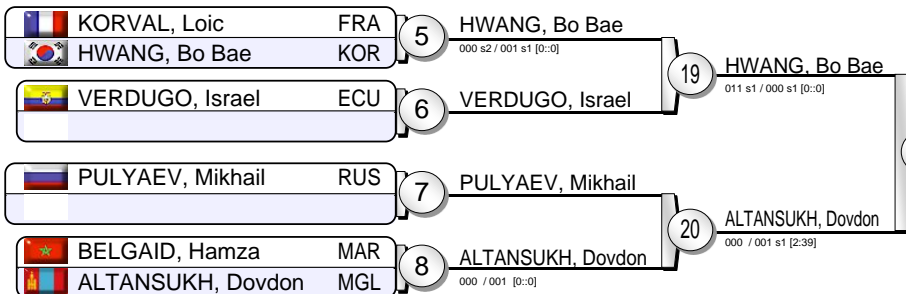 KORVAL, Loic FRA
HWANG, Bo Bae KOR
5
HWANG, Bo Bae
000 s2 / 001 s1 [0::0]
VERDUGO, Israel ECU
6
VERDUGO, Israel
19
HWANG, Bo Bae
011 s1 / 000 s1 [0::0]
PULYAEV, Mikhail RUS
7
PULYAEV, Mikhail
BELGAID, Hamza MAR
ALTANSUKH, Dovdon MGL
8
ALTANSUKH, Dovdon
000 / 001 [0::0]
20
ALTANSUKH, Dovdon
000 / 001 s1 [2:39]